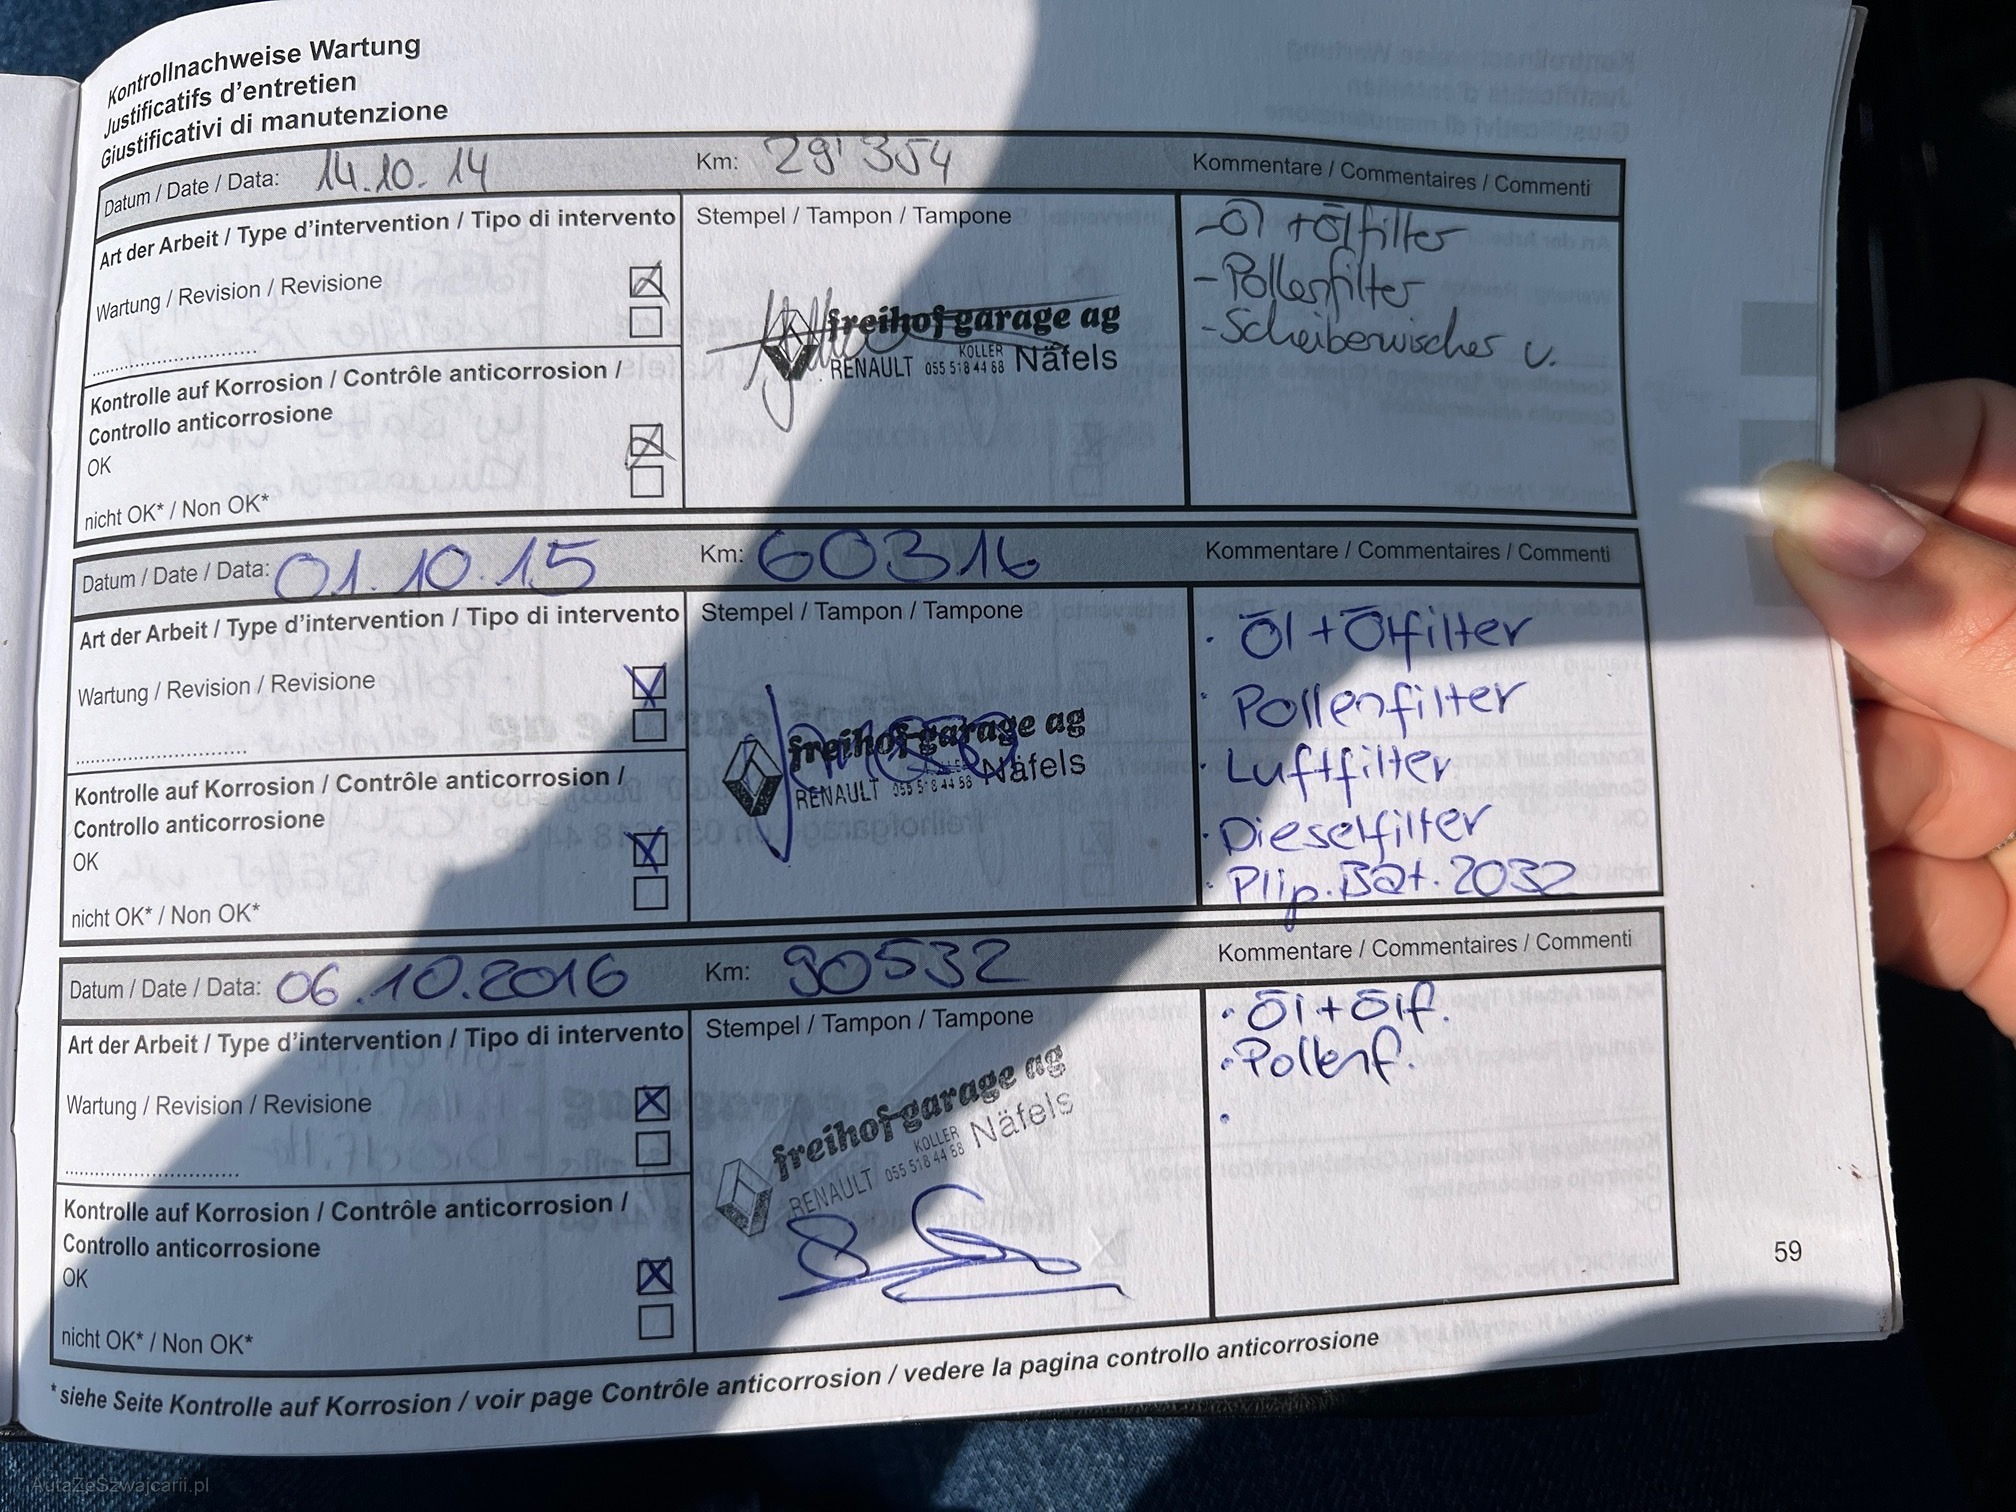 Kontrollnachweise Wartung
Justificatifs d'entretien
Giustificativi di manutenzione
Datum / Date / Data: 14.10.14 Km: 29'354 Kommentare / Commentaires / Commenti
Art der Arbeit / Type d'intervention / Tipo di intervento Stempel / Tampon / Tampone
- Öl + Ölfilter
- Pollenfilter
- Scheibenwischer v.
Wartung / Revision / Revisione
freihof-garage ag
KOLLER
RENAULT 055 518 44 58 Näfels
Kontrolle auf Korrosion / Contrôle anticorrosion /
Controllo anticorrosione
OK
nicht OK* / Non OK*
Datum / Date / Data: 01.10.15 Km: 60316 Kommentare / Commentaires / Commenti
Art der Arbeit / Type d'intervention / Tipo di intervento Stempel / Tampon / Tampone
· Öl + Ölfilter
· Pollenfilter
· Luftfilter
· Dieselfilter
· Plip. Bat. 2032
Wartung / Revision / Revisione
freihof-garage ag
RENAULT 055 518 44 58 Näfels
Kontrolle auf Korrosion / Contrôle anticorrosion /
Controllo anticorrosione
OK
nicht OK* / Non OK*
Datum / Date / Data: 06.10.2016 Km: 90532 Kommentare / Commentaires / Commenti
Art der Arbeit / Type d'intervention / Tipo di intervento Stempel / Tampon / Tampone
· Öl + Ölf.
· Pollenf.
·
Wartung / Revision / Revisione
freihof-garage ag
KOLLER
RENAULT 055 518 44 58 Näfels
Kontrolle auf Korrosion / Contrôle anticorrosion /
Controllo anticorrosione
OK
nicht OK* / Non OK*
59
*siehe Seite Kontrolle auf Korrosion / voir page Contrôle anticorrosion / vedere la pagina controllo anticorrosione
AutaZeSzwajcarii.pl